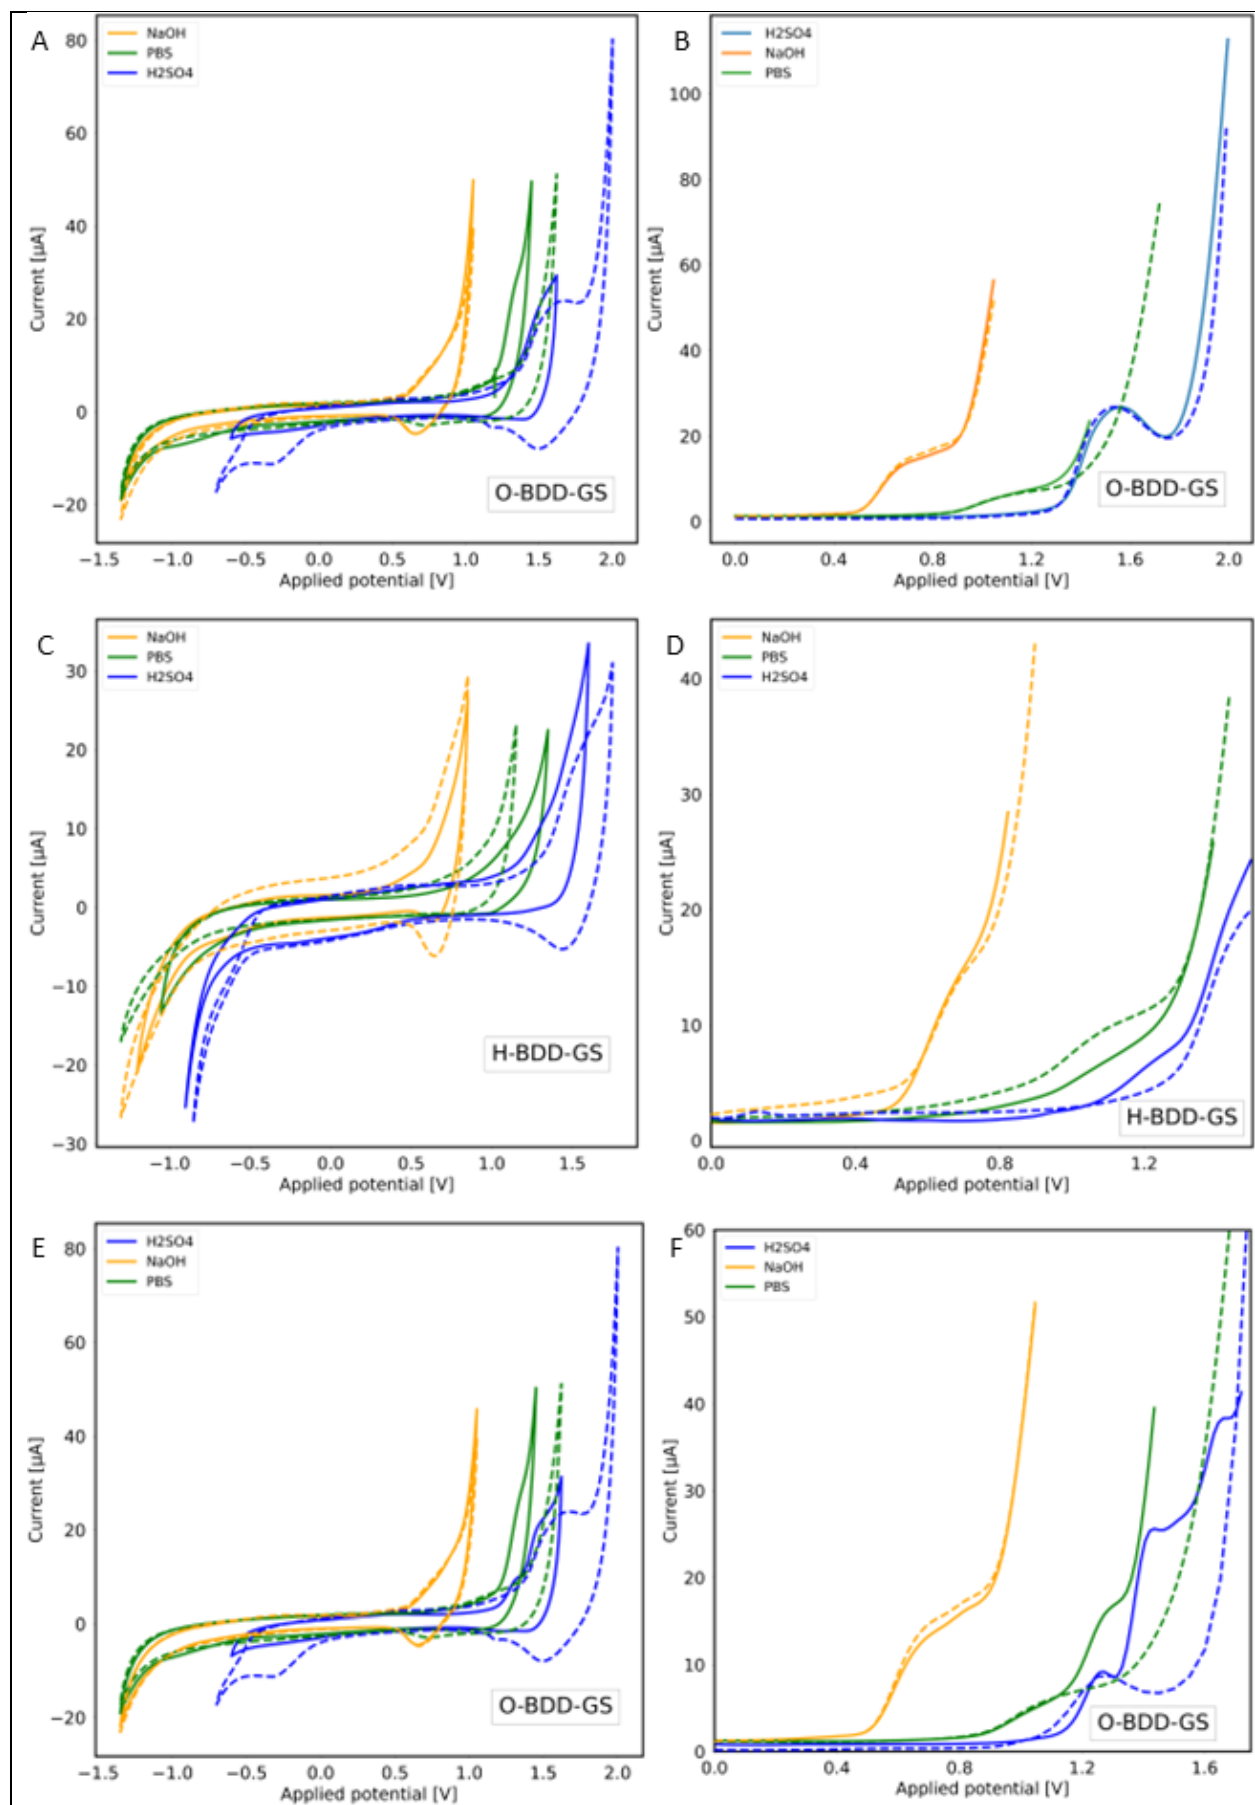 A
NaOH
PBS
H2SO4
80
60
40
20
0
−20
Current [μA]
O-BDD-GS
−1.5
−1.0
−0.5
0.0
0.5
1.0
1.5
2.0
Applied potential [V]
B
H2SO4
NaOH
PBS
100
80
60
40
20
0
Current [μA]
O-BDD-GS
0.0
0.4
0.8
1.2
1.6
2.0
Applied potential [V]
C
NaOH
PBS
H2SO4
30
20
10
0
−10
−20
−30
Current [μA]
H-BDD-GS
−1.0
−0.5
0.0
0.5
1.0
1.5
Applied potential [V]
D
NaOH
PBS
H2SO4
40
30
20
10
0
Current [μA]
H-BDD-GS
0.0
0.4
0.8
1.2
Applied potential [V]
E
H2SO4
NaOH
PBS
80
60
40
20
0
−20
Current [μA]
O-BDD-GS
−1.5
−1.0
−0.5
0.0
0.5
1.0
1.5
2.0
Applied potential [V]
F
H2SO4
NaOH
PBS
60
50
40
30
20
10
0
Current [μA]
O-BDD-GS
0.0
0.4
0.8
1.2
1.6
Applied potential [V]